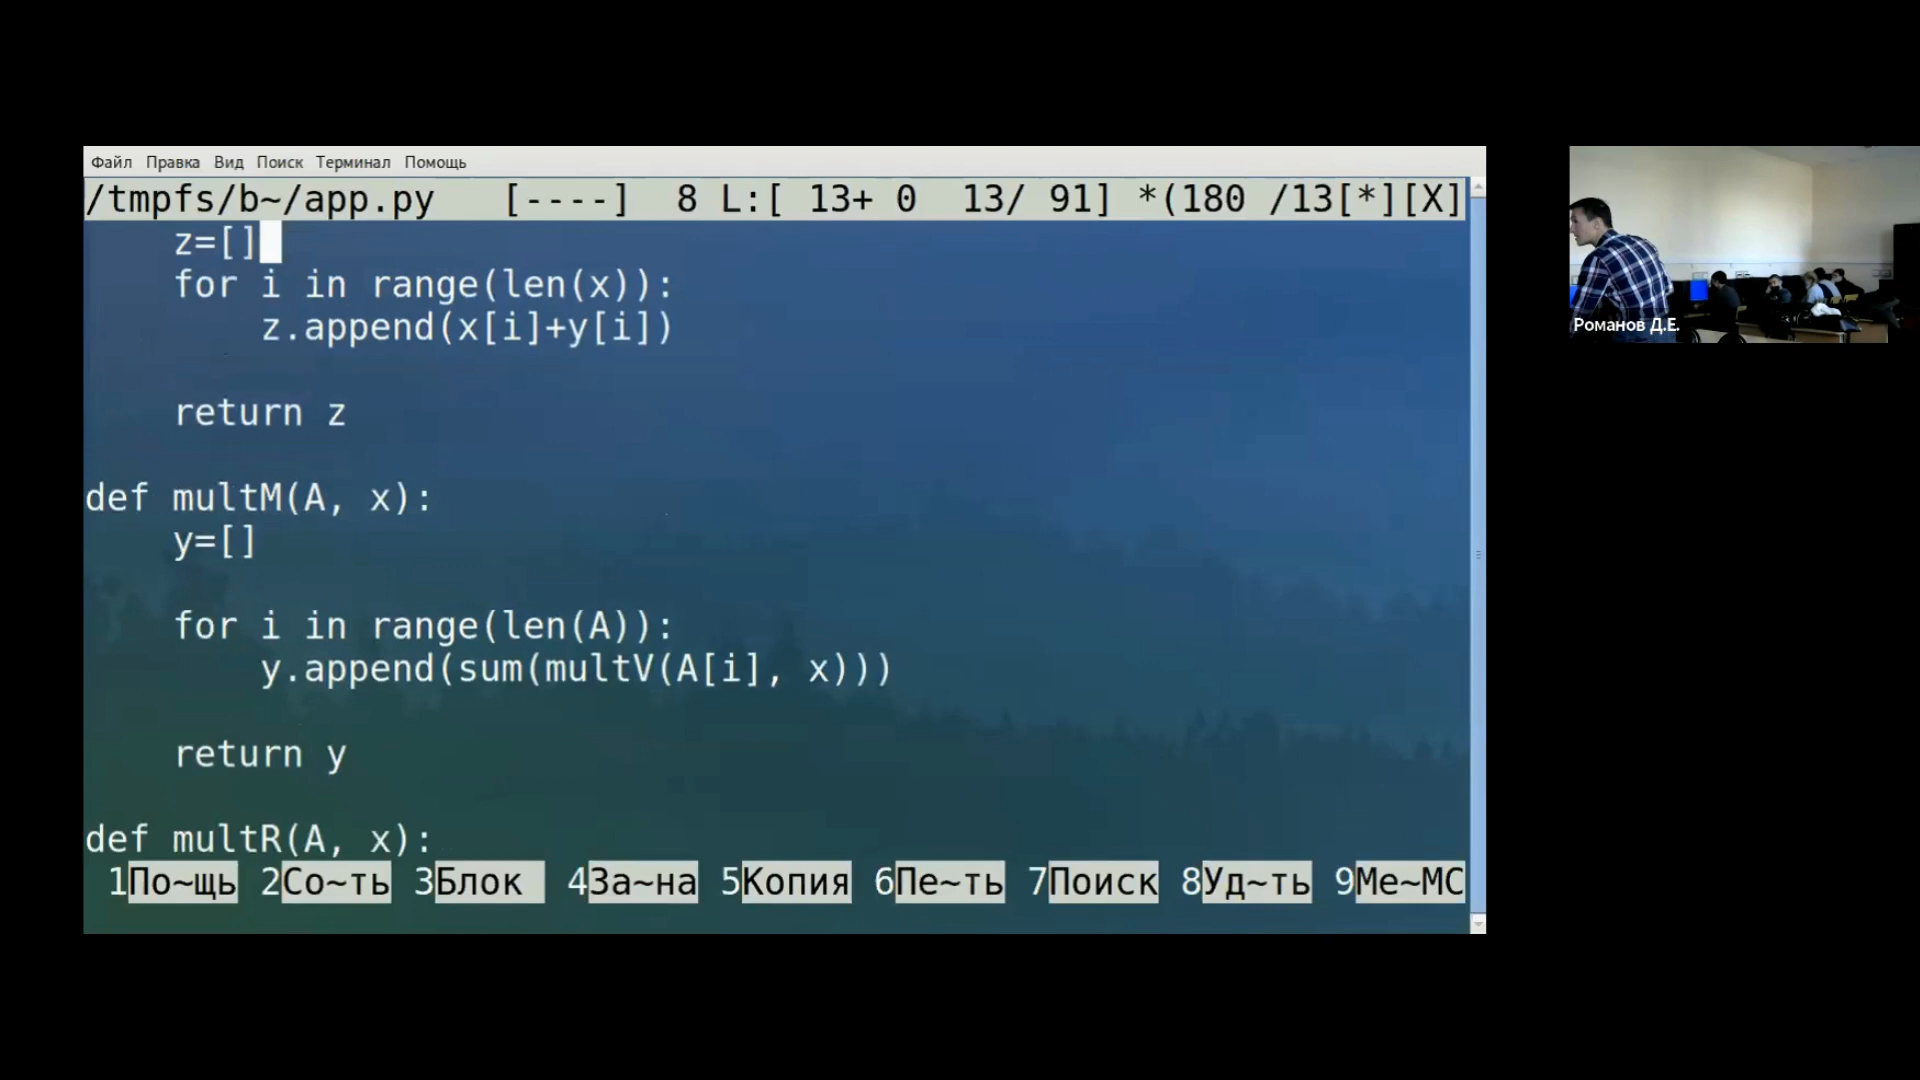 Файл Правка Вид Поиск Терминал Помощь
/tmpfs/b~/app.py [----] 8 L:[ 13+ 0 13/ 91] *(180 /13[*][X]
z=[]
for i in range(len(x)):
z.append(x[i]+y[i])
return z
def multM(A, x):
y=[]
for i in range(len(A)):
y.append(sum(multV(A[i], x)))
return y
def multR(A, x):
1По~щь 2Со~ть 3Блок 4За~на 5Копия 6Пе~ть 7Поиск 8Уд~ть 9Ме~МС
Романов Д.Е.